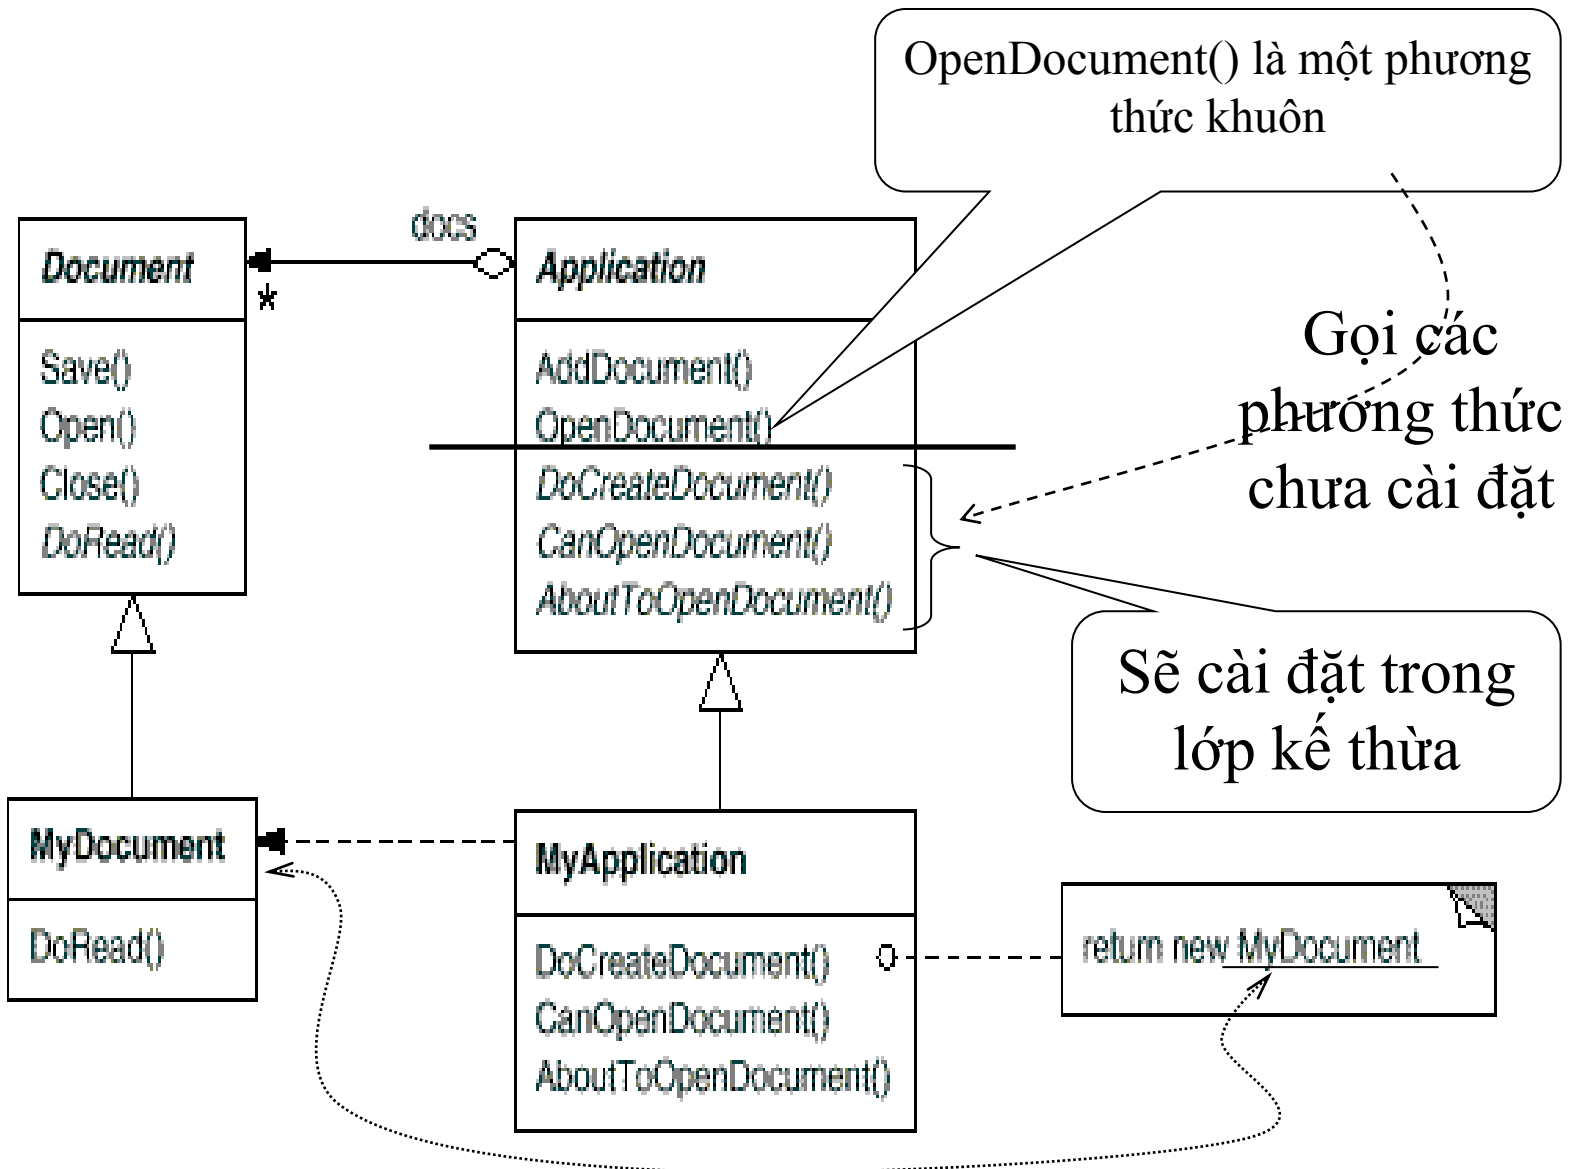 OpenDocument() là một phương
thức khuôn
docs
Document
*
Application
Save()
Open()
Close()
DoRead()
AddDocument()
OpenDocument()
DoCreateDocument()
CanOpenDocument()
AboutToOpenDocument()
Gọi các
phương thức
chưa cài đặt
Sẽ cài đặt trong
lớp kế thừa
MyDocument
DoRead()
MyApplication
DoCreateDocument()
CanOpenDocument()
AboutToOpenDocument()
return new MyDocument